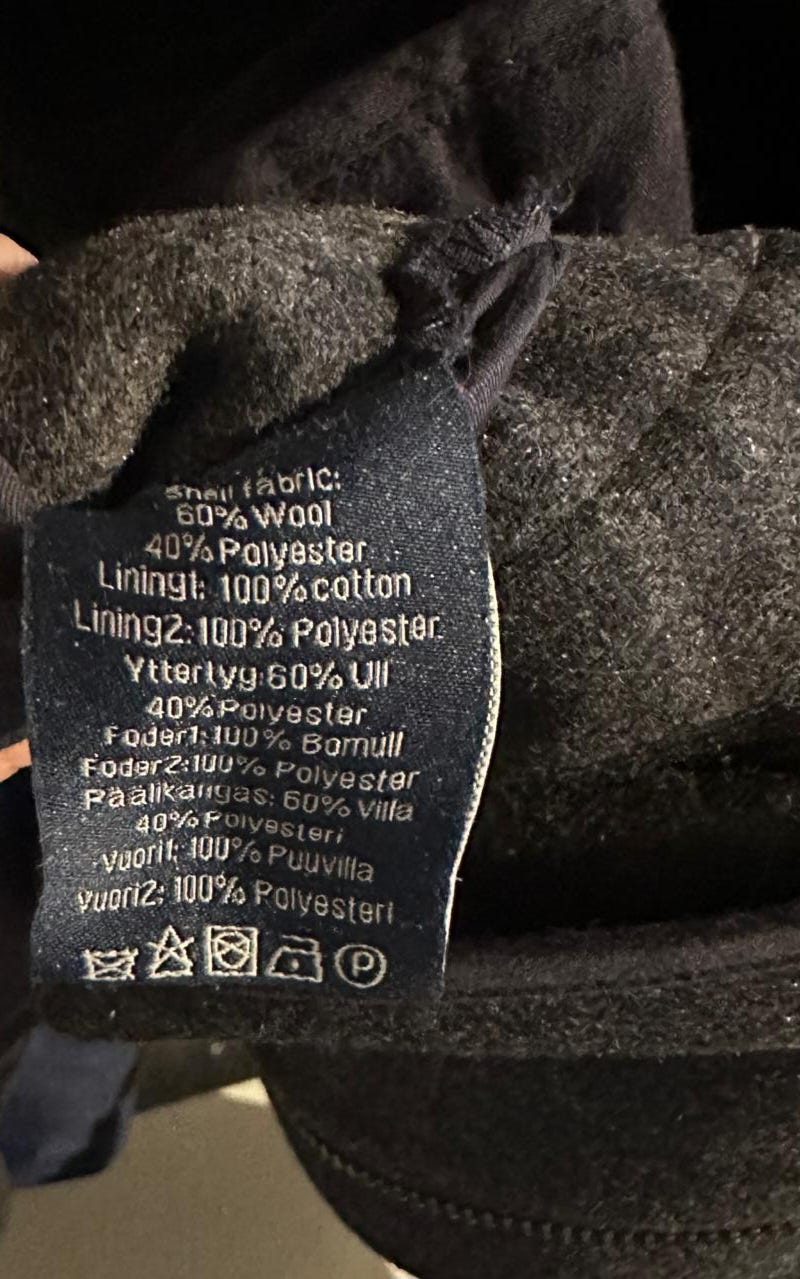 Shell fabric:
60% Wool
40% Polyester
Lining1: 100% cotton
Lining2: 100% Polyester
Yttertyg: 60% Ull
40% Polyester
Foder1: 100% Bomull
Foder2: 100% Polyester
Päälikangas: 60% Villa
40% Polyesteri
vuori1: 100% Puuvilla
vuori2: 100% Polyesteri
P